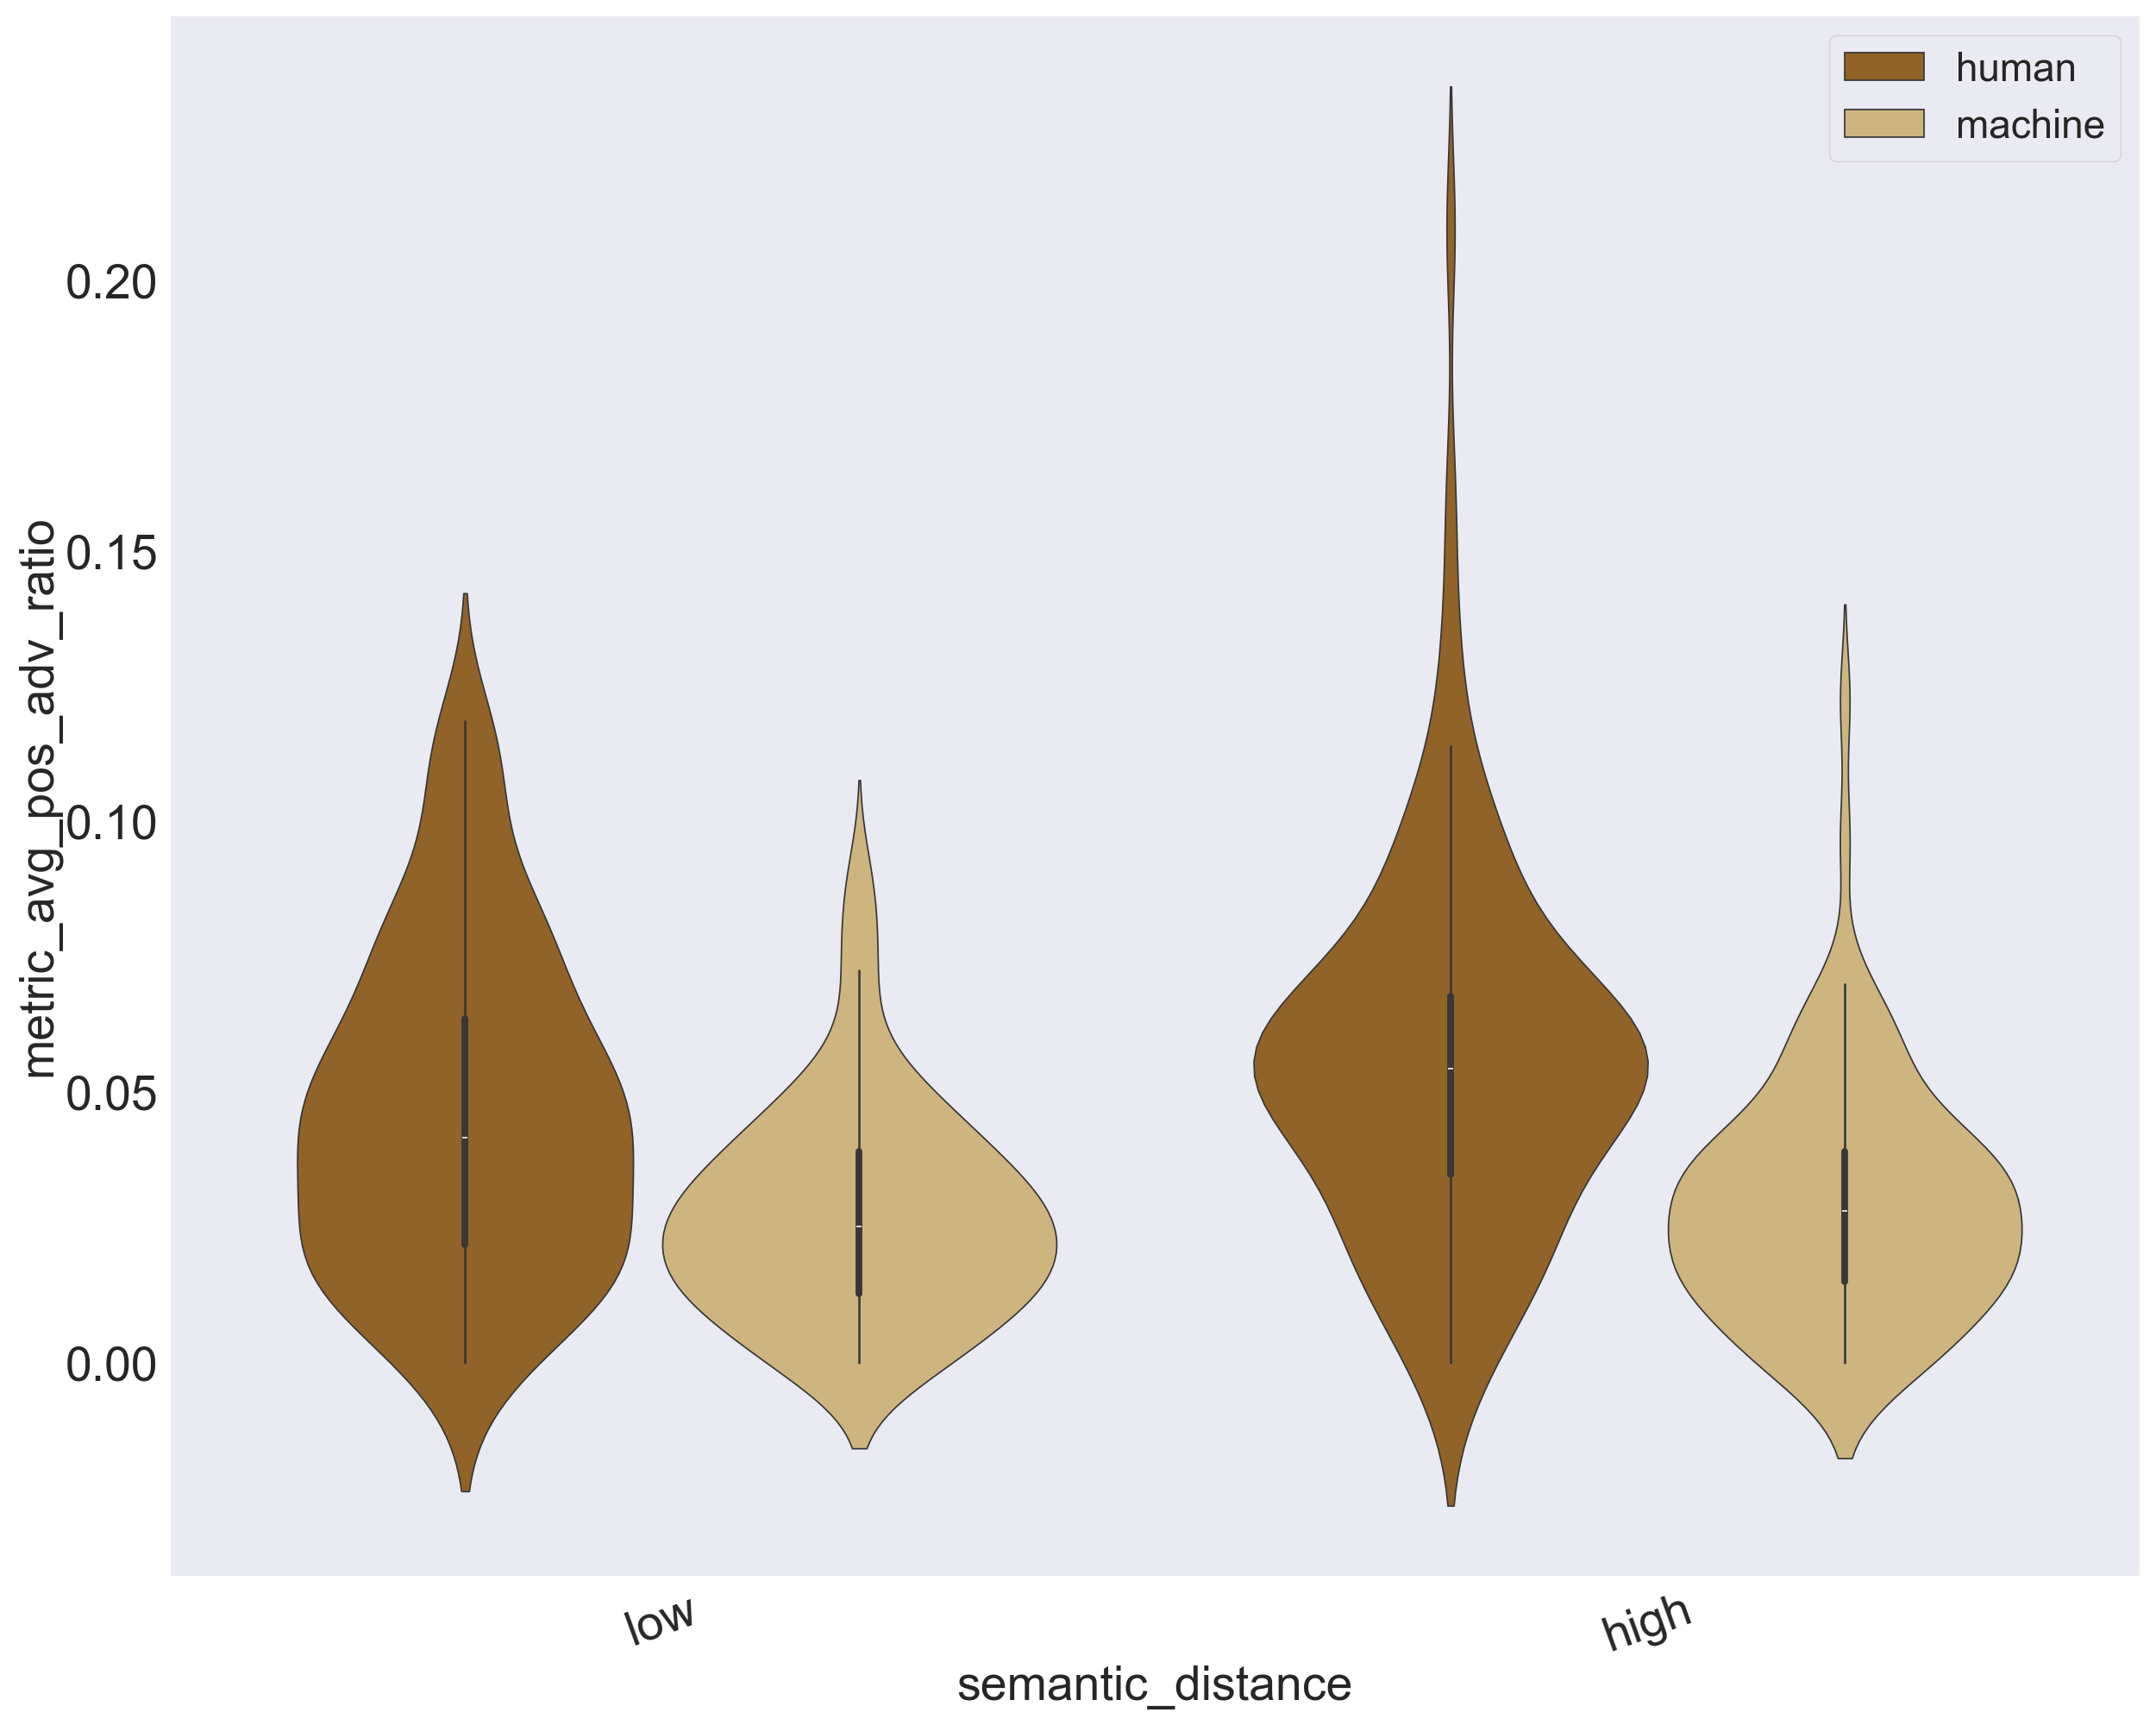 human
machine
metric_avg_pos_adv_ratio
0.20
0.15
0.10
0.05
0.00
low
high
semantic_distance